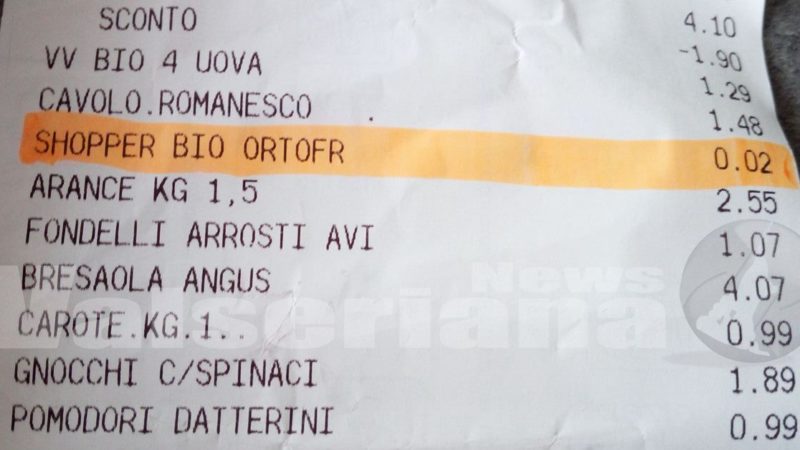 4.10
SCONTO -1.90
VV BIO 4 UOVA 1.29
CAVOLO.ROMANESCO 1.48
SHOPPER BIO ORTOFR 0.02
ARANCE KG 1,5 2.55
FONDELLI ARROSTI AVI 1.07
BRESAOLA ANGUS 4.07
CAROTE.KG.1.. 0.99
GNOCCHI C/SPINACI 1.89
POMODORI DATTERINI 0.99
Valseriana News